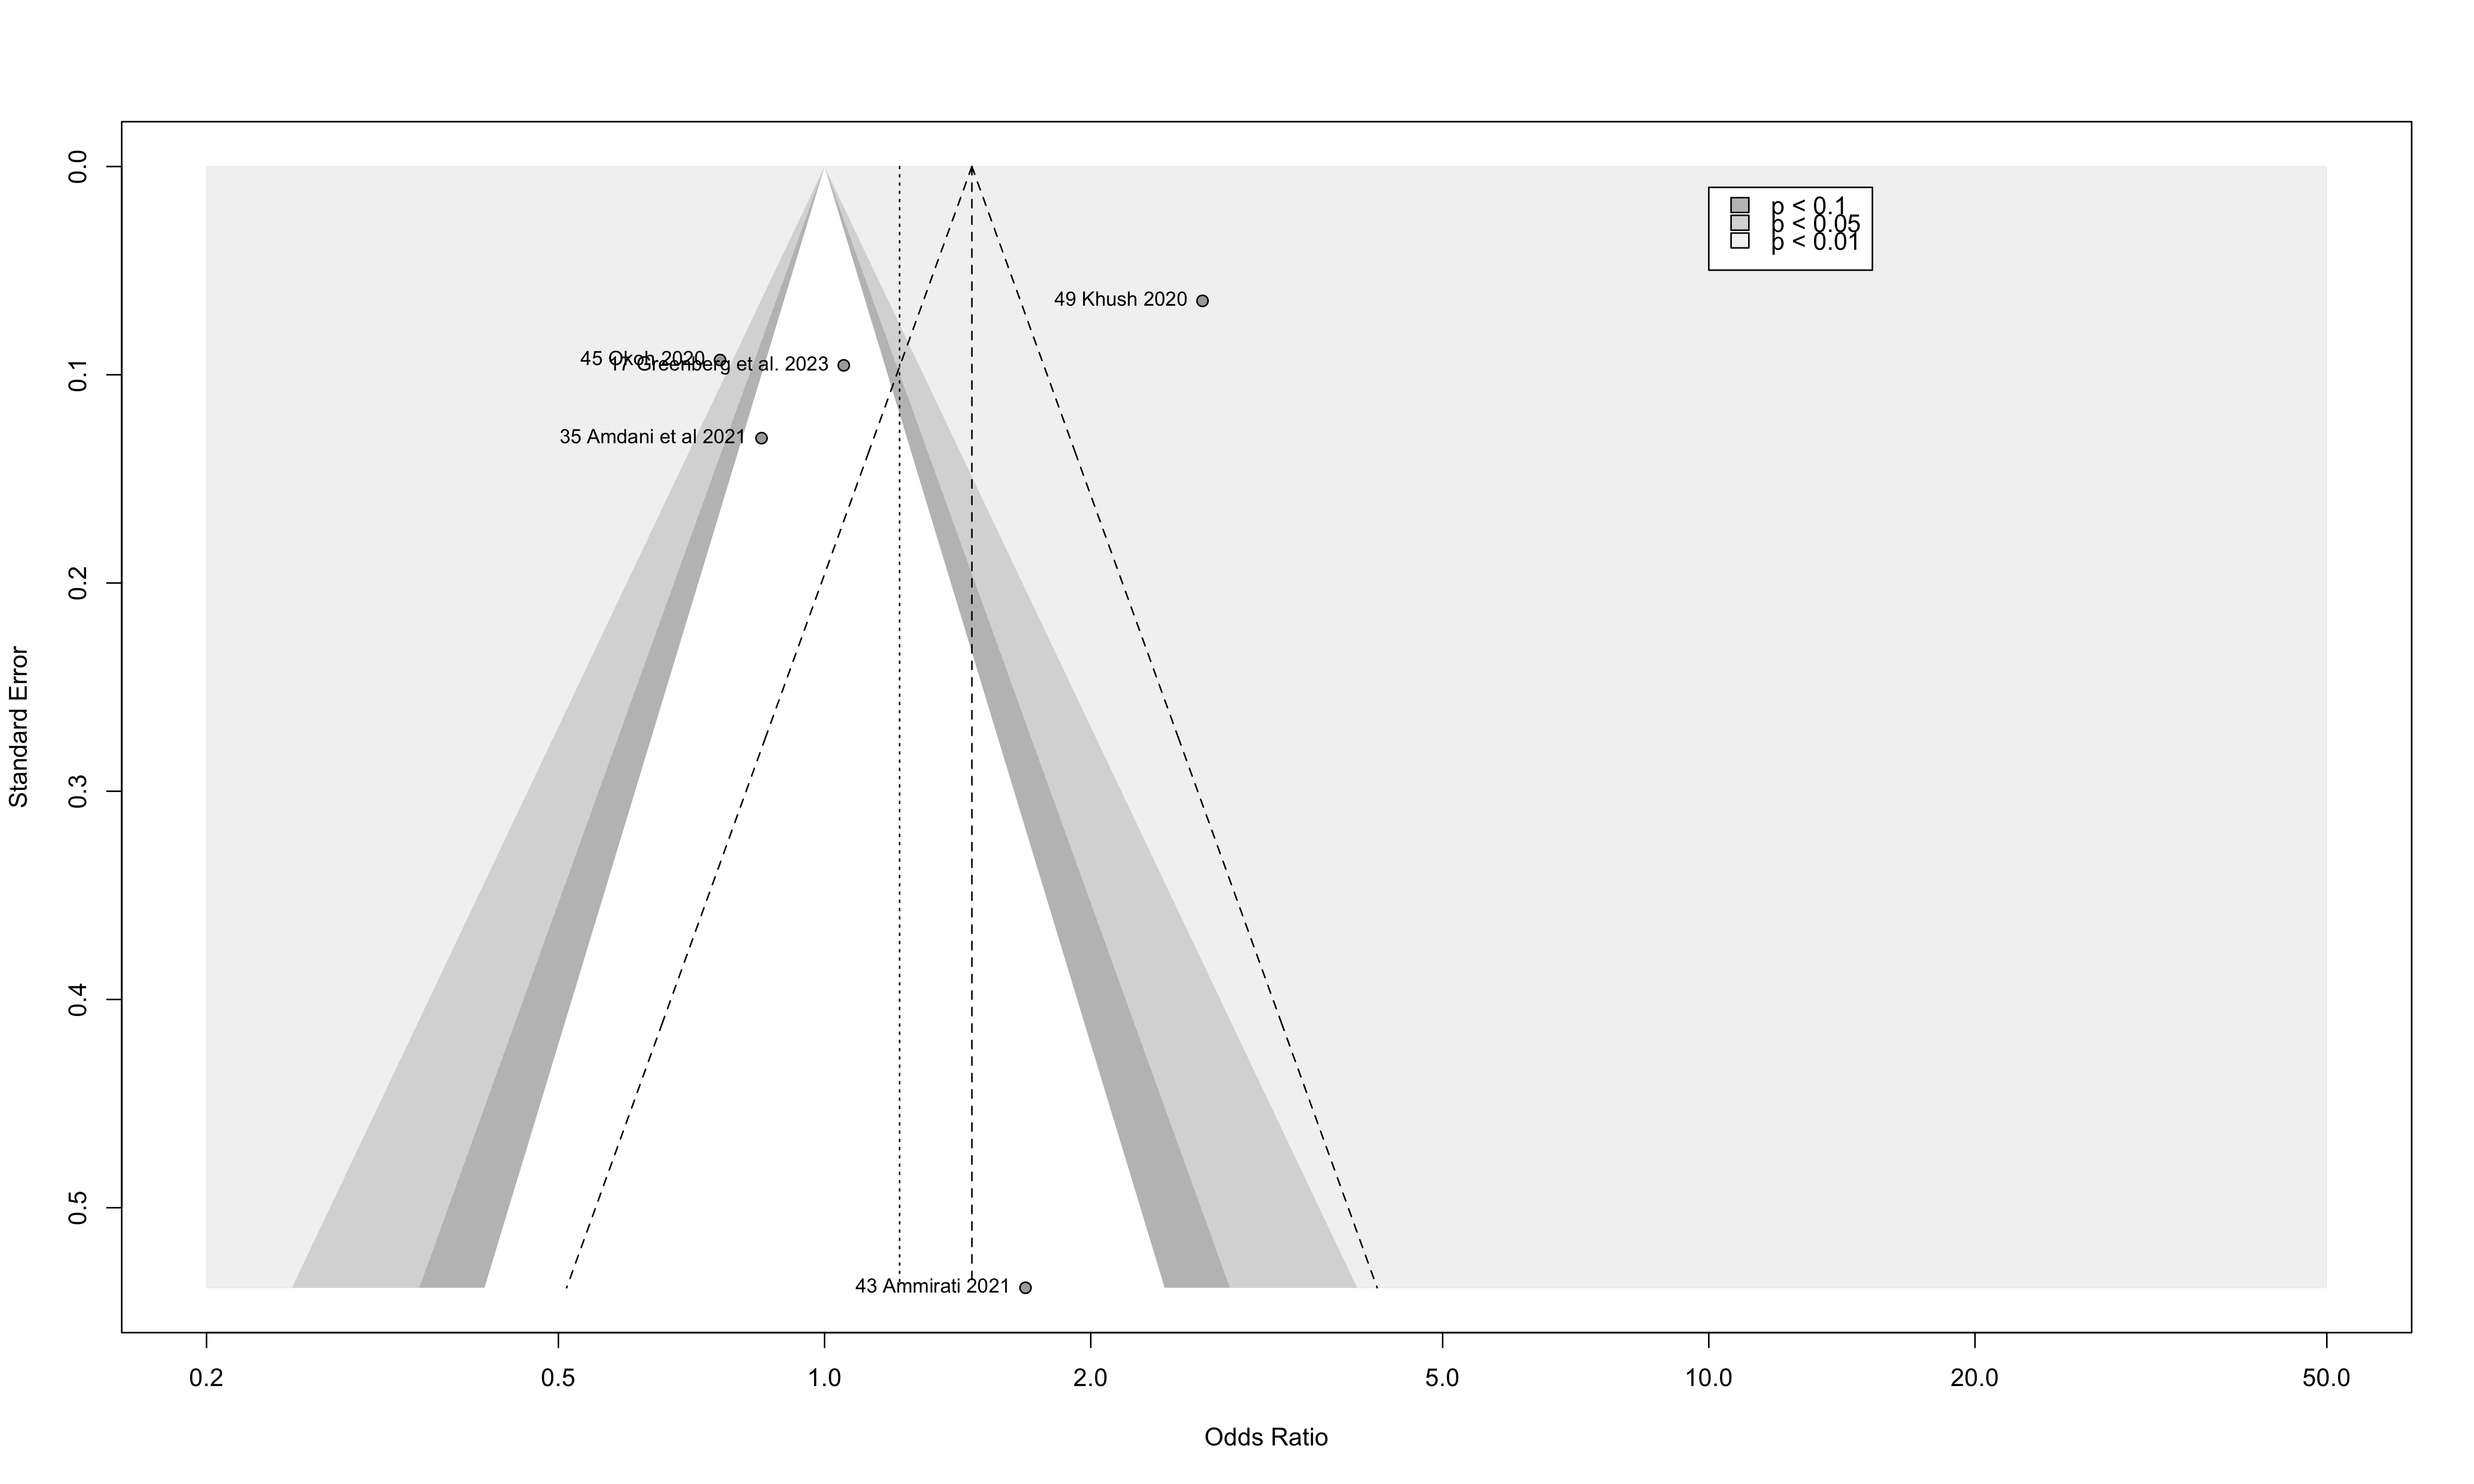 0.0
0.1
0.2
0.3
0.4
0.5
Standard Error
p < 0.1
p < 0.05
p < 0.01
49 Khush 2020
45 Okoh 2020
17 Greenberg et al. 2023
35 Amdani et al 2021
43 Ammirati 2021
0.2 0.5 1.0 2.0 5.0 10.0 20.0 50.0
Odds Ratio